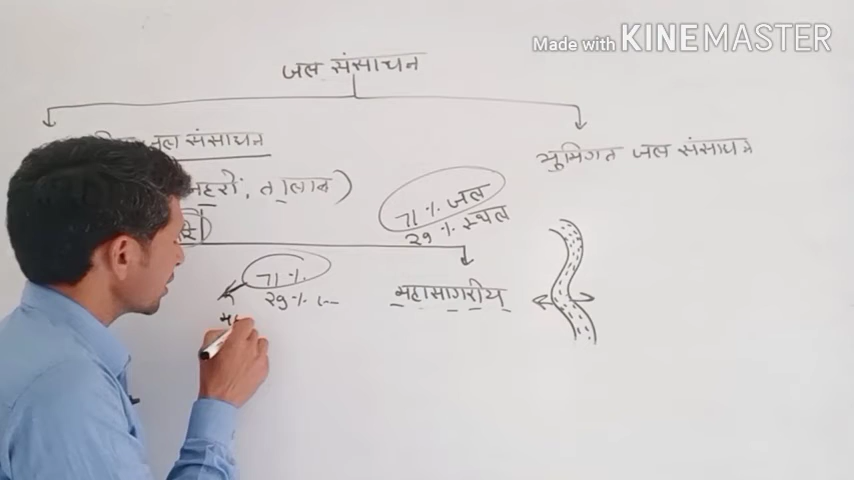 Made with KINEMASTER
जल संसाधन
जल संसाधन
भूमिगत जल संसाधन
नहरों, तालाब)
71% जल
29% स्थल
71%
29%
महासागरीय